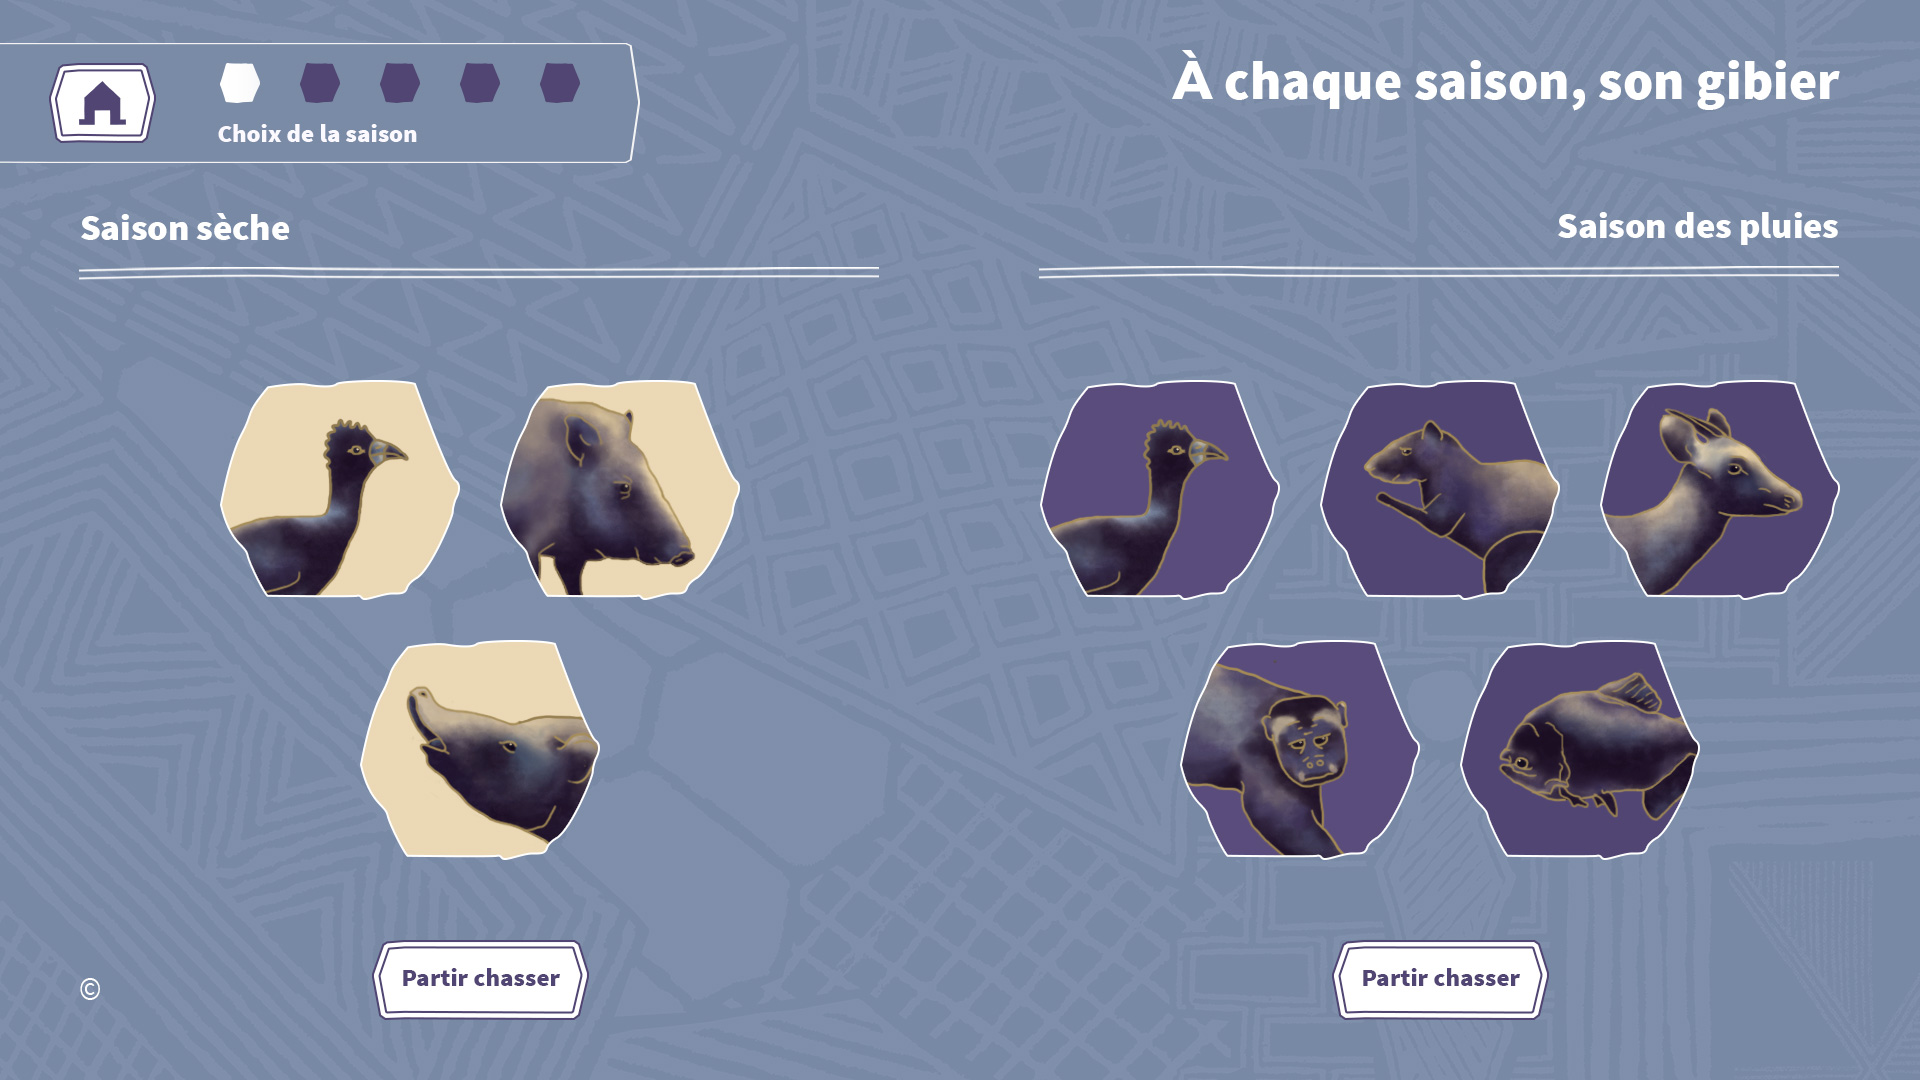 Choix de la saison
À chaque saison, son gibier
Saison sèche
Saison des pluies
Partir chasser
Partir chasser
©